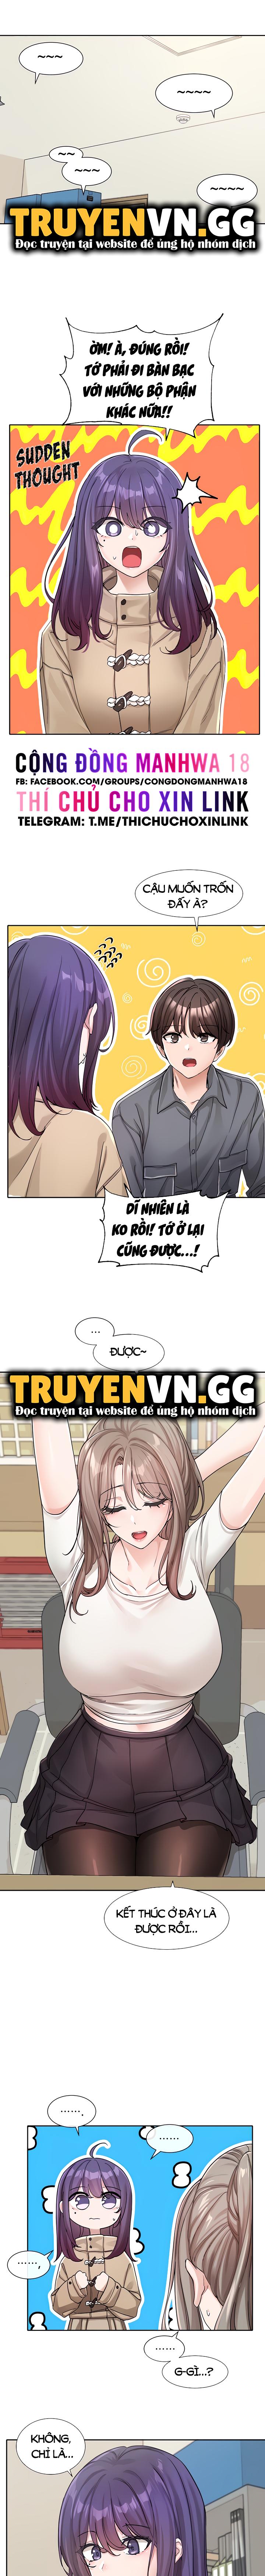 ~~~
~~~~
~~
~~~
~~~~
TRUYENVN.GG
Đọc truyện tại website để ủng hộ nhóm dịch
ỜM! À, ĐÚNG RỒI!
TỚ PHẢI ĐI BÀN BẠC
VỚI NHỮNG BỘ PHẬN
KHÁC NỮA!!
SUDDEN
THOUGHT
CỘNG ĐỒNG MANHWA 18
FB: FACEBOOK.COM/GROUPS/CONGDONGMANHWA18
THÍ CHỦ CHO XIN LINK
TELEGRAM: T.ME/THICHUCHOXINLINK
CẬU MUỐN TRỐN
ĐẤY À?
DĨ NHIÊN LÀ
KO RỒI! TỚ Ở LẠI
CŨNG ĐƯỢC...!
...
ĐƯỢC~
TRUYENVN.GG
Đọc truyện tại website để ủng hộ nhóm dịch
KẾT THÚC Ở ĐÂY LÀ
ĐƯỢC RỒI...
.......
......
......,
......
G-GÌ...?
KHÔNG,
CHỈ LÀ...